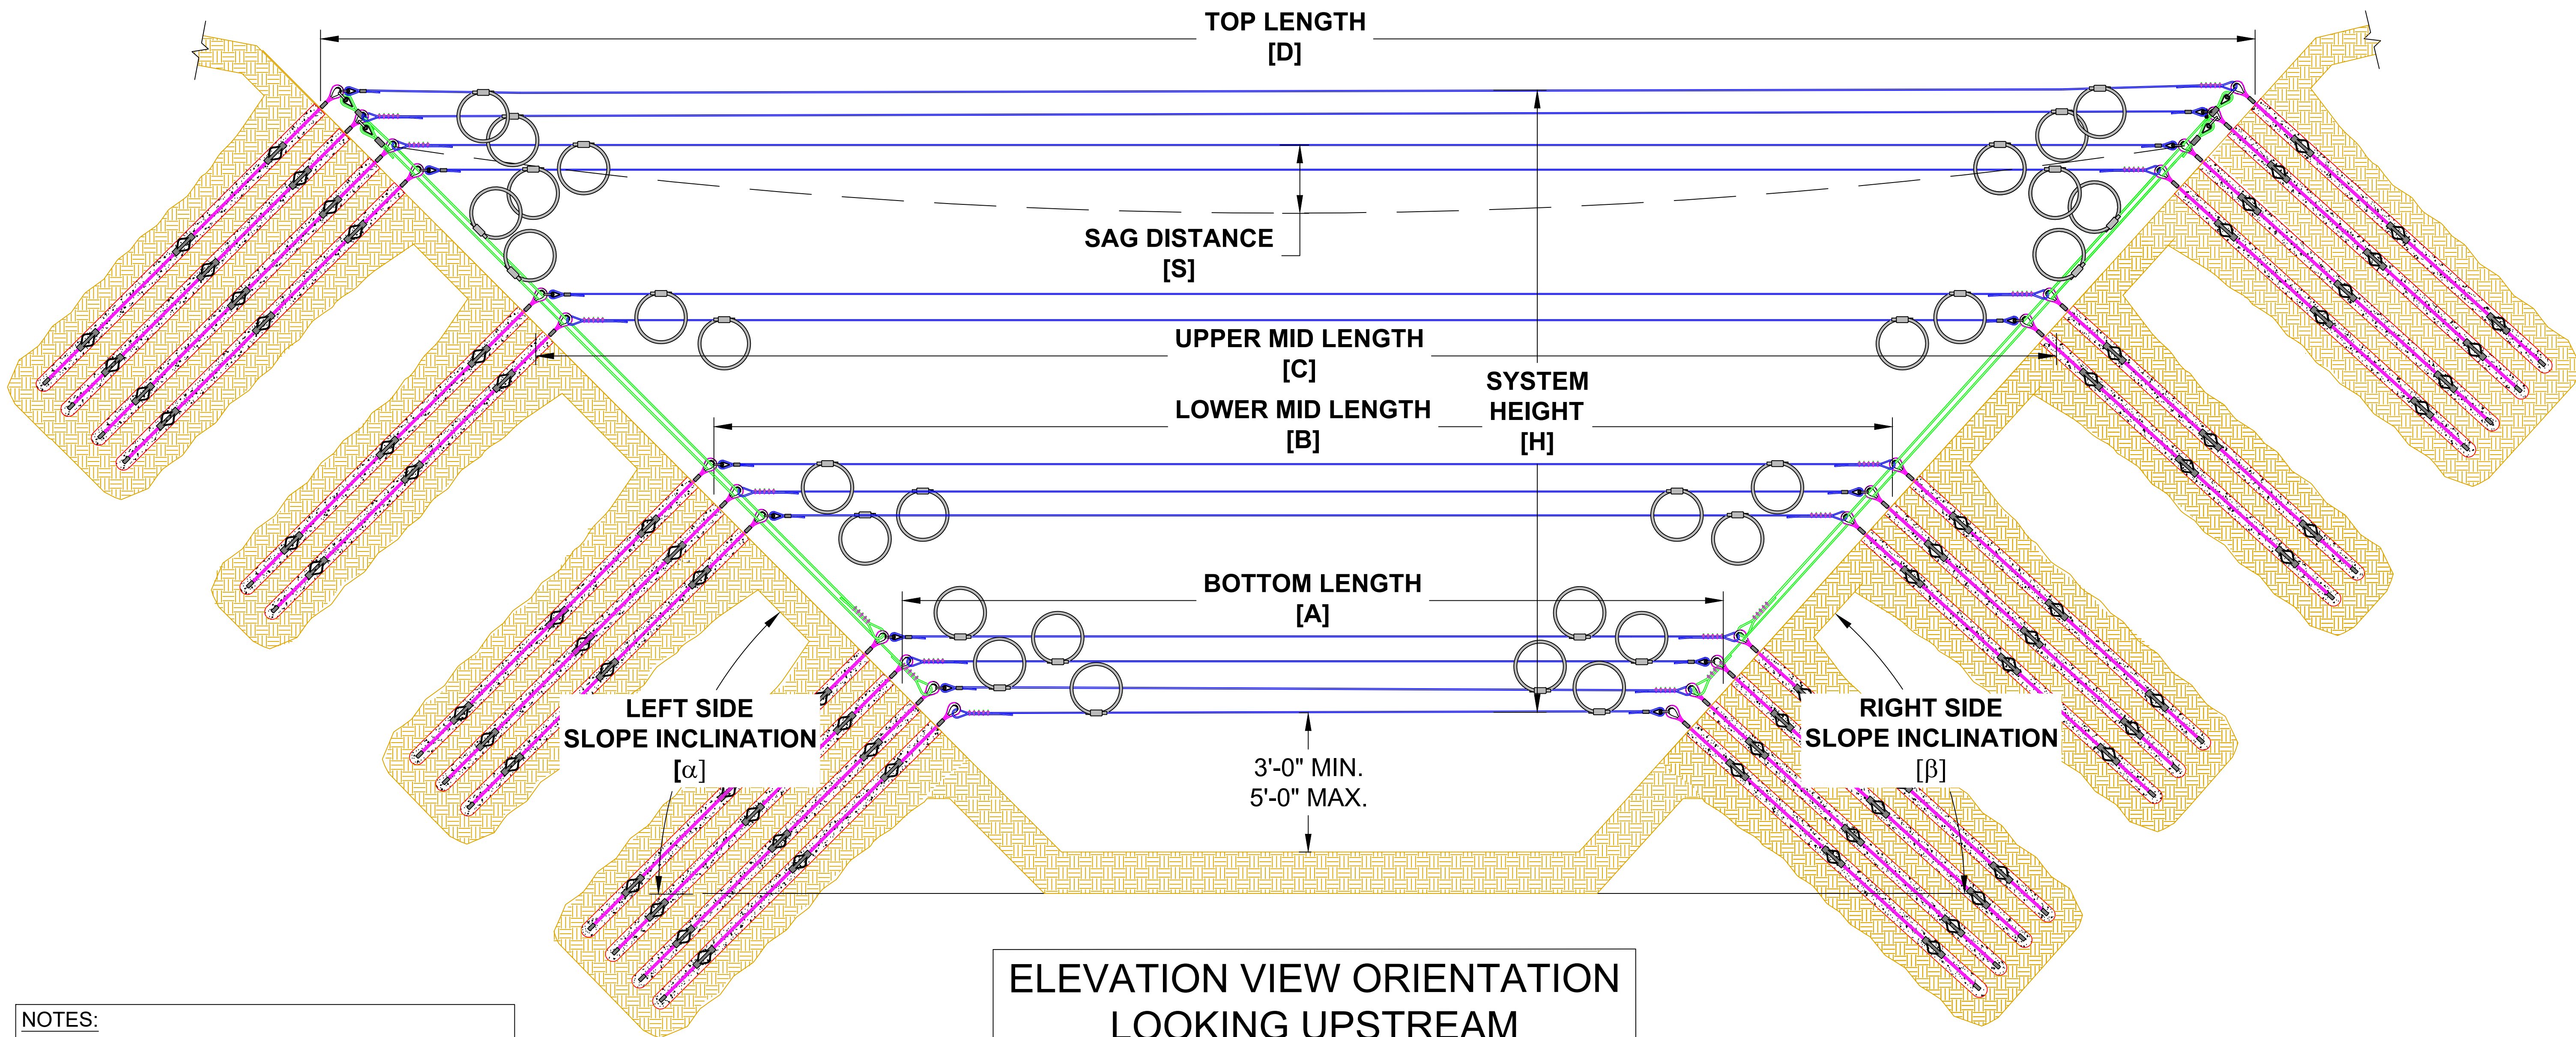 TOP LENGTH
[D]
SAG DISTANCE
[S]
UPPER MID LENGTH
[C]
SYSTEM
HEIGHT
[H]
LOWER MID LENGTH
[B]
BOTTOM LENGTH
[A]
LEFT SIDE
SLOPE INCLINATION
[α]
3'-0" MIN.
5'-0" MAX.
RIGHT SIDE
SLOPE INCLINATION
[β]
ELEVATION VIEW ORIENTATION
LOOKING UPSTREAM
NOTES: